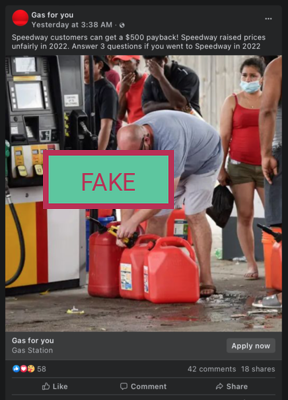 Gas for you
Yesterday at 3:38 AM ·
Speedway customers can get a $500 payback! Speedway raised prices
unfairly in 2022. Answer 3 questions if you went to Speedway in 2022
FAKE
Gas for you
Gas Station
Apply now
58
42 comments 18 shares
Like
Comment
Share